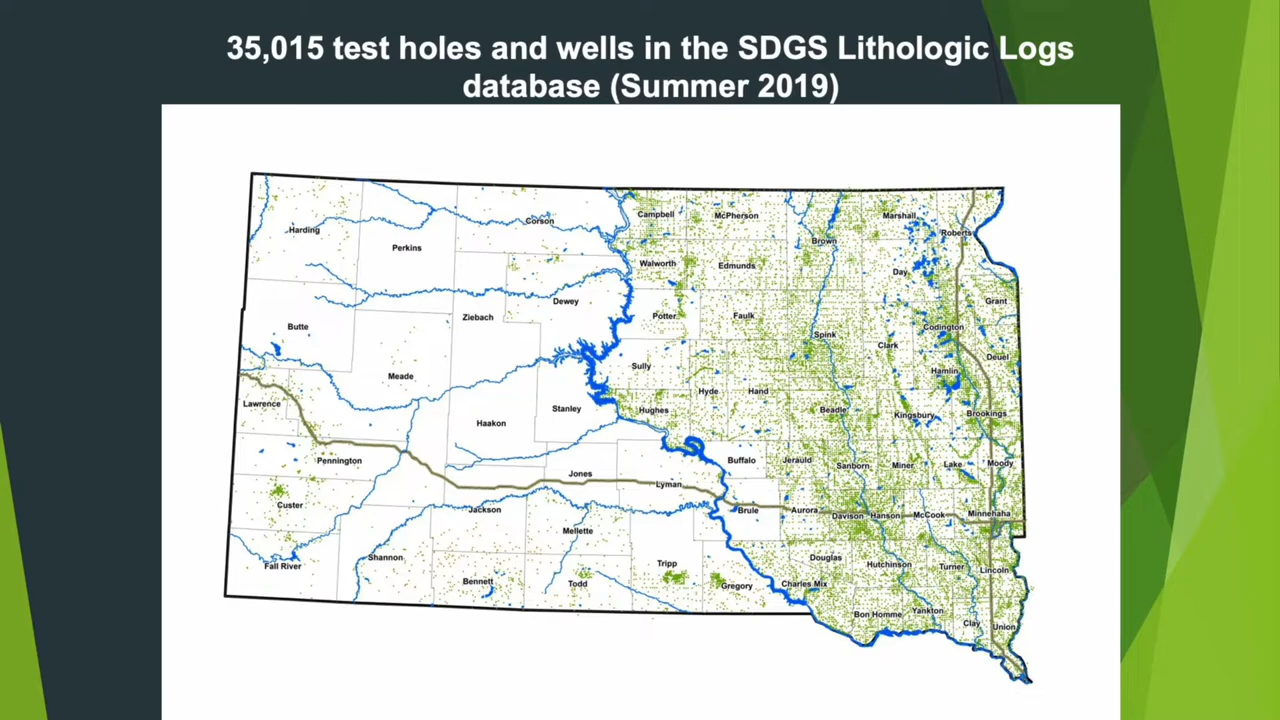 35,015 test holes and wells in the SDGS Lithologic Logs
database (Summer 2019)
Campbell
McPherson
Marshall
Harding
Corson
Roberts
Perkins
Brown
Walworth
Edmunds
Day
Dewey
Grant
Ziebach
Potter
Faulk
Butte
Codington
Spink
Clark
Deuel
Sully
Hamlin
Meade
Hyde
Hand
Lawrence
Stanley
Hughes
Beadle
Kingsbury
Brookings
Haakon
Pennington
Buffalo
Jerauld
Sanborn
Miner
Lake
Moody
Jones
Lyman
Custer
Jackson
Brule
Aurora
Davison
Hanson
McCook
Minnehaha
Mellette
Shannon
Fall River
Tripp
Douglas
Hutchinson
Turner
Lincoln
Bennett
Todd
Gregory
Charles Mix
Bon Homme
Yankton
Clay
Union